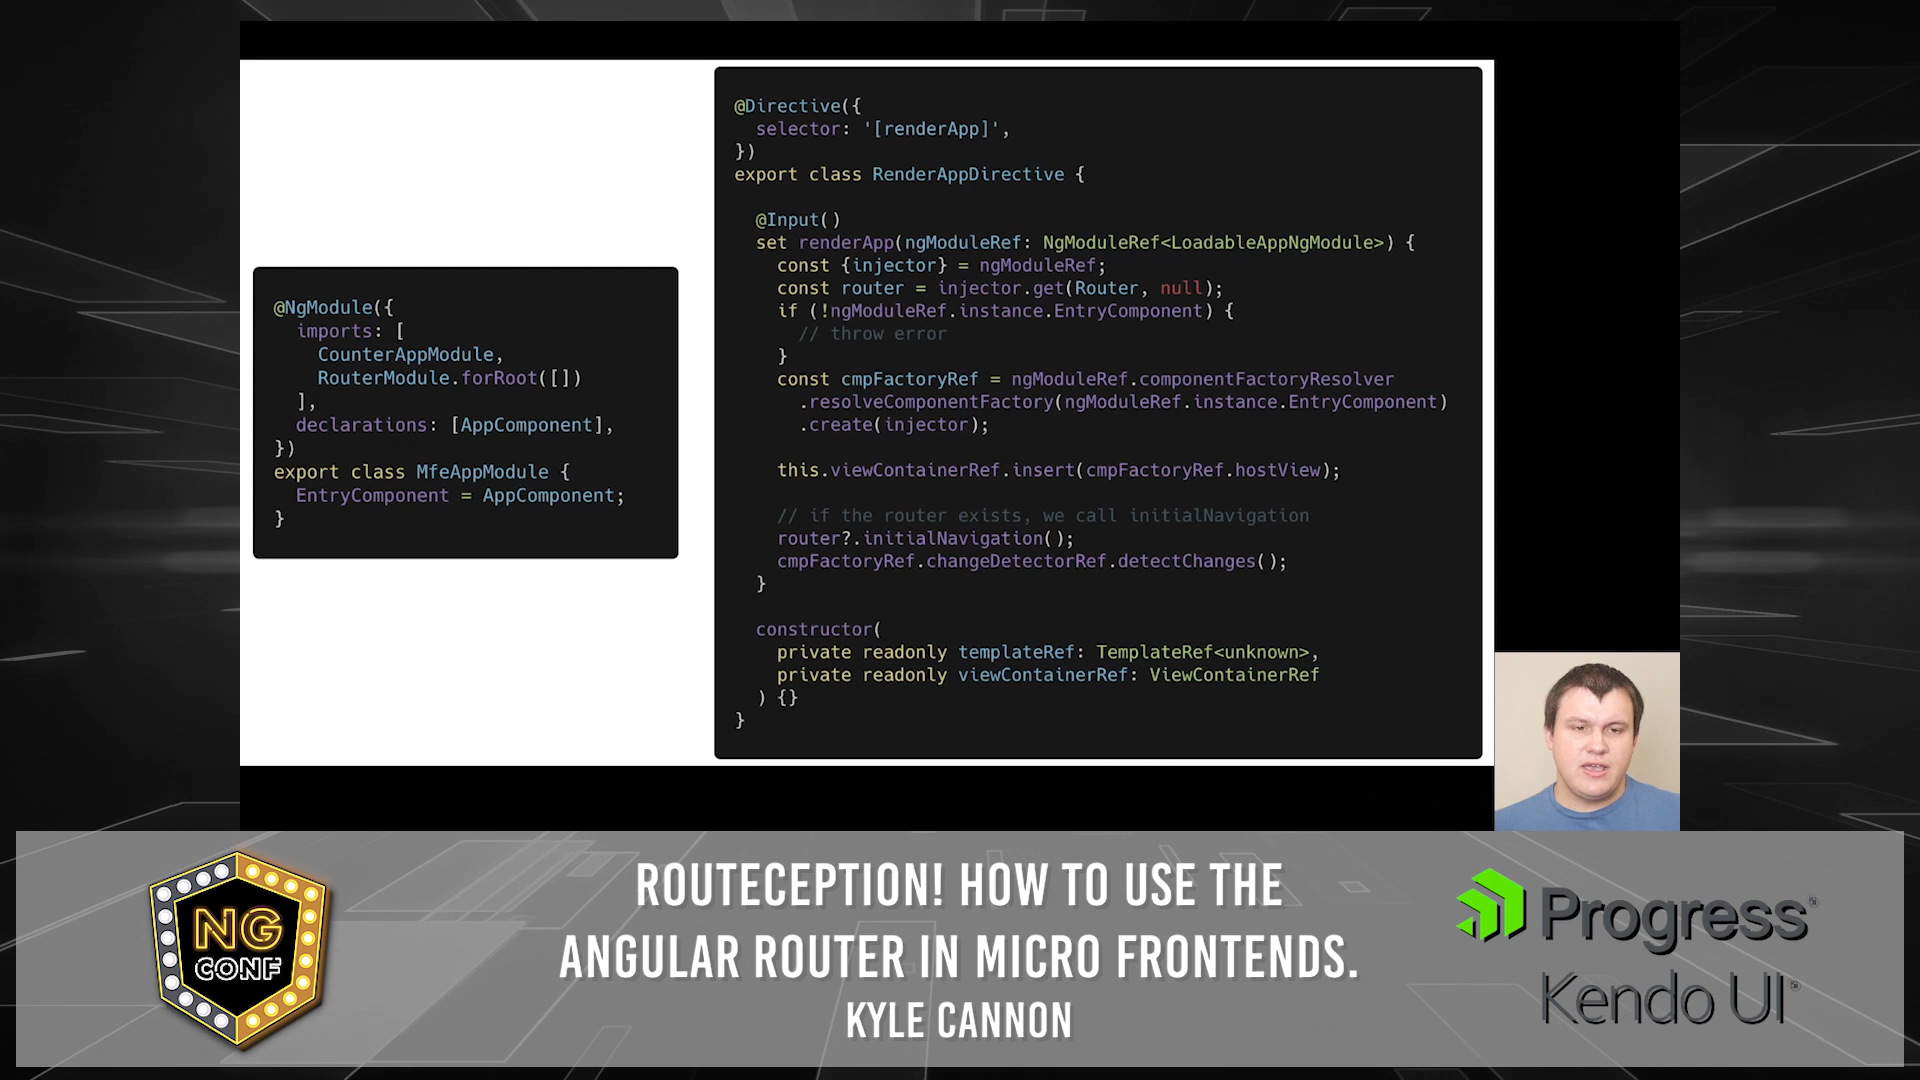 @NgModule({
  imports: [
    CounterAppModule,
    RouterModule.forRoot([])
  ],
  declarations: [AppComponent],
})
export class MfeAppModule {
  EntryComponent = AppComponent;
}
@Directive({
  selector: '[renderApp]',
})
export class RenderAppDirective {
  @Input()
  set renderApp(ngModuleRef: NgModuleRef<LoadableAppNgModule>) {
    const {injector} = ngModuleRef;
    const router = injector.get(Router, null);
    if (!ngModuleRef.instance.EntryComponent) {
      // throw error
    }
    const cmpFactoryRef = ngModuleRef.componentFactoryResolver
      .resolveComponentFactory(ngModuleRef.instance.EntryComponent)
      .create(injector);
    this.viewContainerRef.insert(cmpFactoryRef.hostView);
    // if the router exists, we call initialNavigation
    router?.initialNavigation();
    cmpFactoryRef.changeDetectorRef.detectChanges();
  }
  constructor(
    private readonly templateRef: TemplateRef<unknown>,
    private readonly viewContainerRef: ViewContainerRef
  ) {}
}
NG
CONF
ROUTECEPTION! HOW TO USE THE
ANGULAR ROUTER IN MICRO FRONTENDS.
KYLE CANNON
Progress®
Kendo UI®